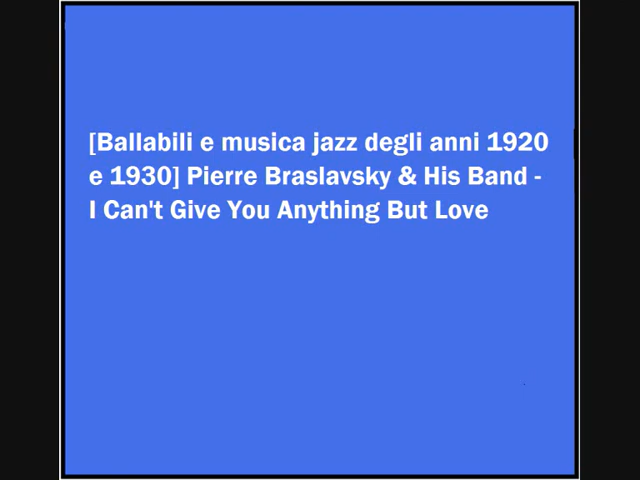 [Ballabili e musica jazz degli anni 1920
e 1930] Pierre Braslavsky & His Band -
I Can't Give You Anything But Love